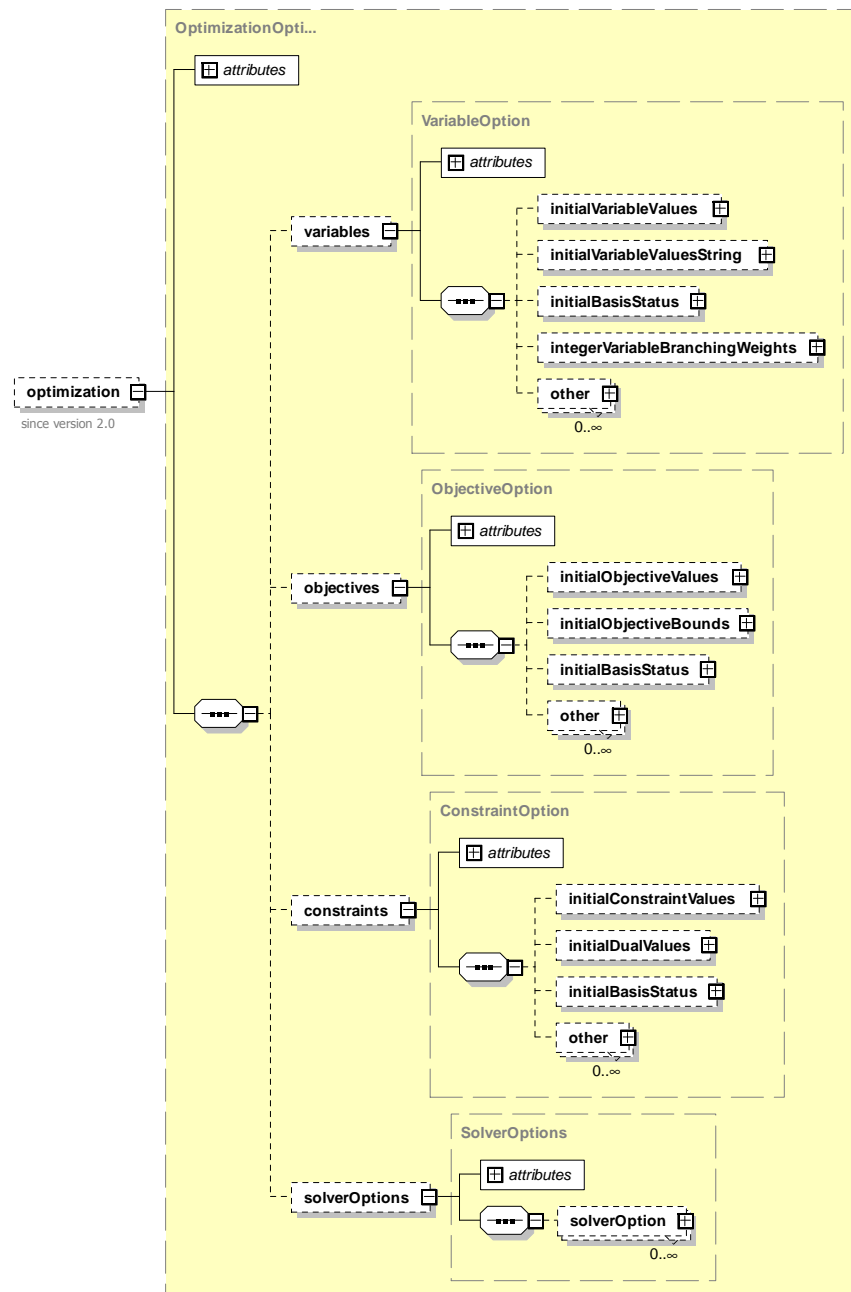 OptimizationOpti...
attributes
VariableOption
attributes
variables
initialVariableValues
initialVariableValuesString
initialBasisStatus
integerVariableBranchingWeights
other
0..∞
optimization
since version 2.0
ObjectiveOption
attributes
objectives
initialObjectiveValues
initialObjectiveBounds
initialBasisStatus
other
0..∞
ConstraintOption
attributes
constraints
initialConstraintValues
initialDualValues
initialBasisStatus
other
0..∞
SolverOptions
attributes
solverOptions
solverOption
0..∞